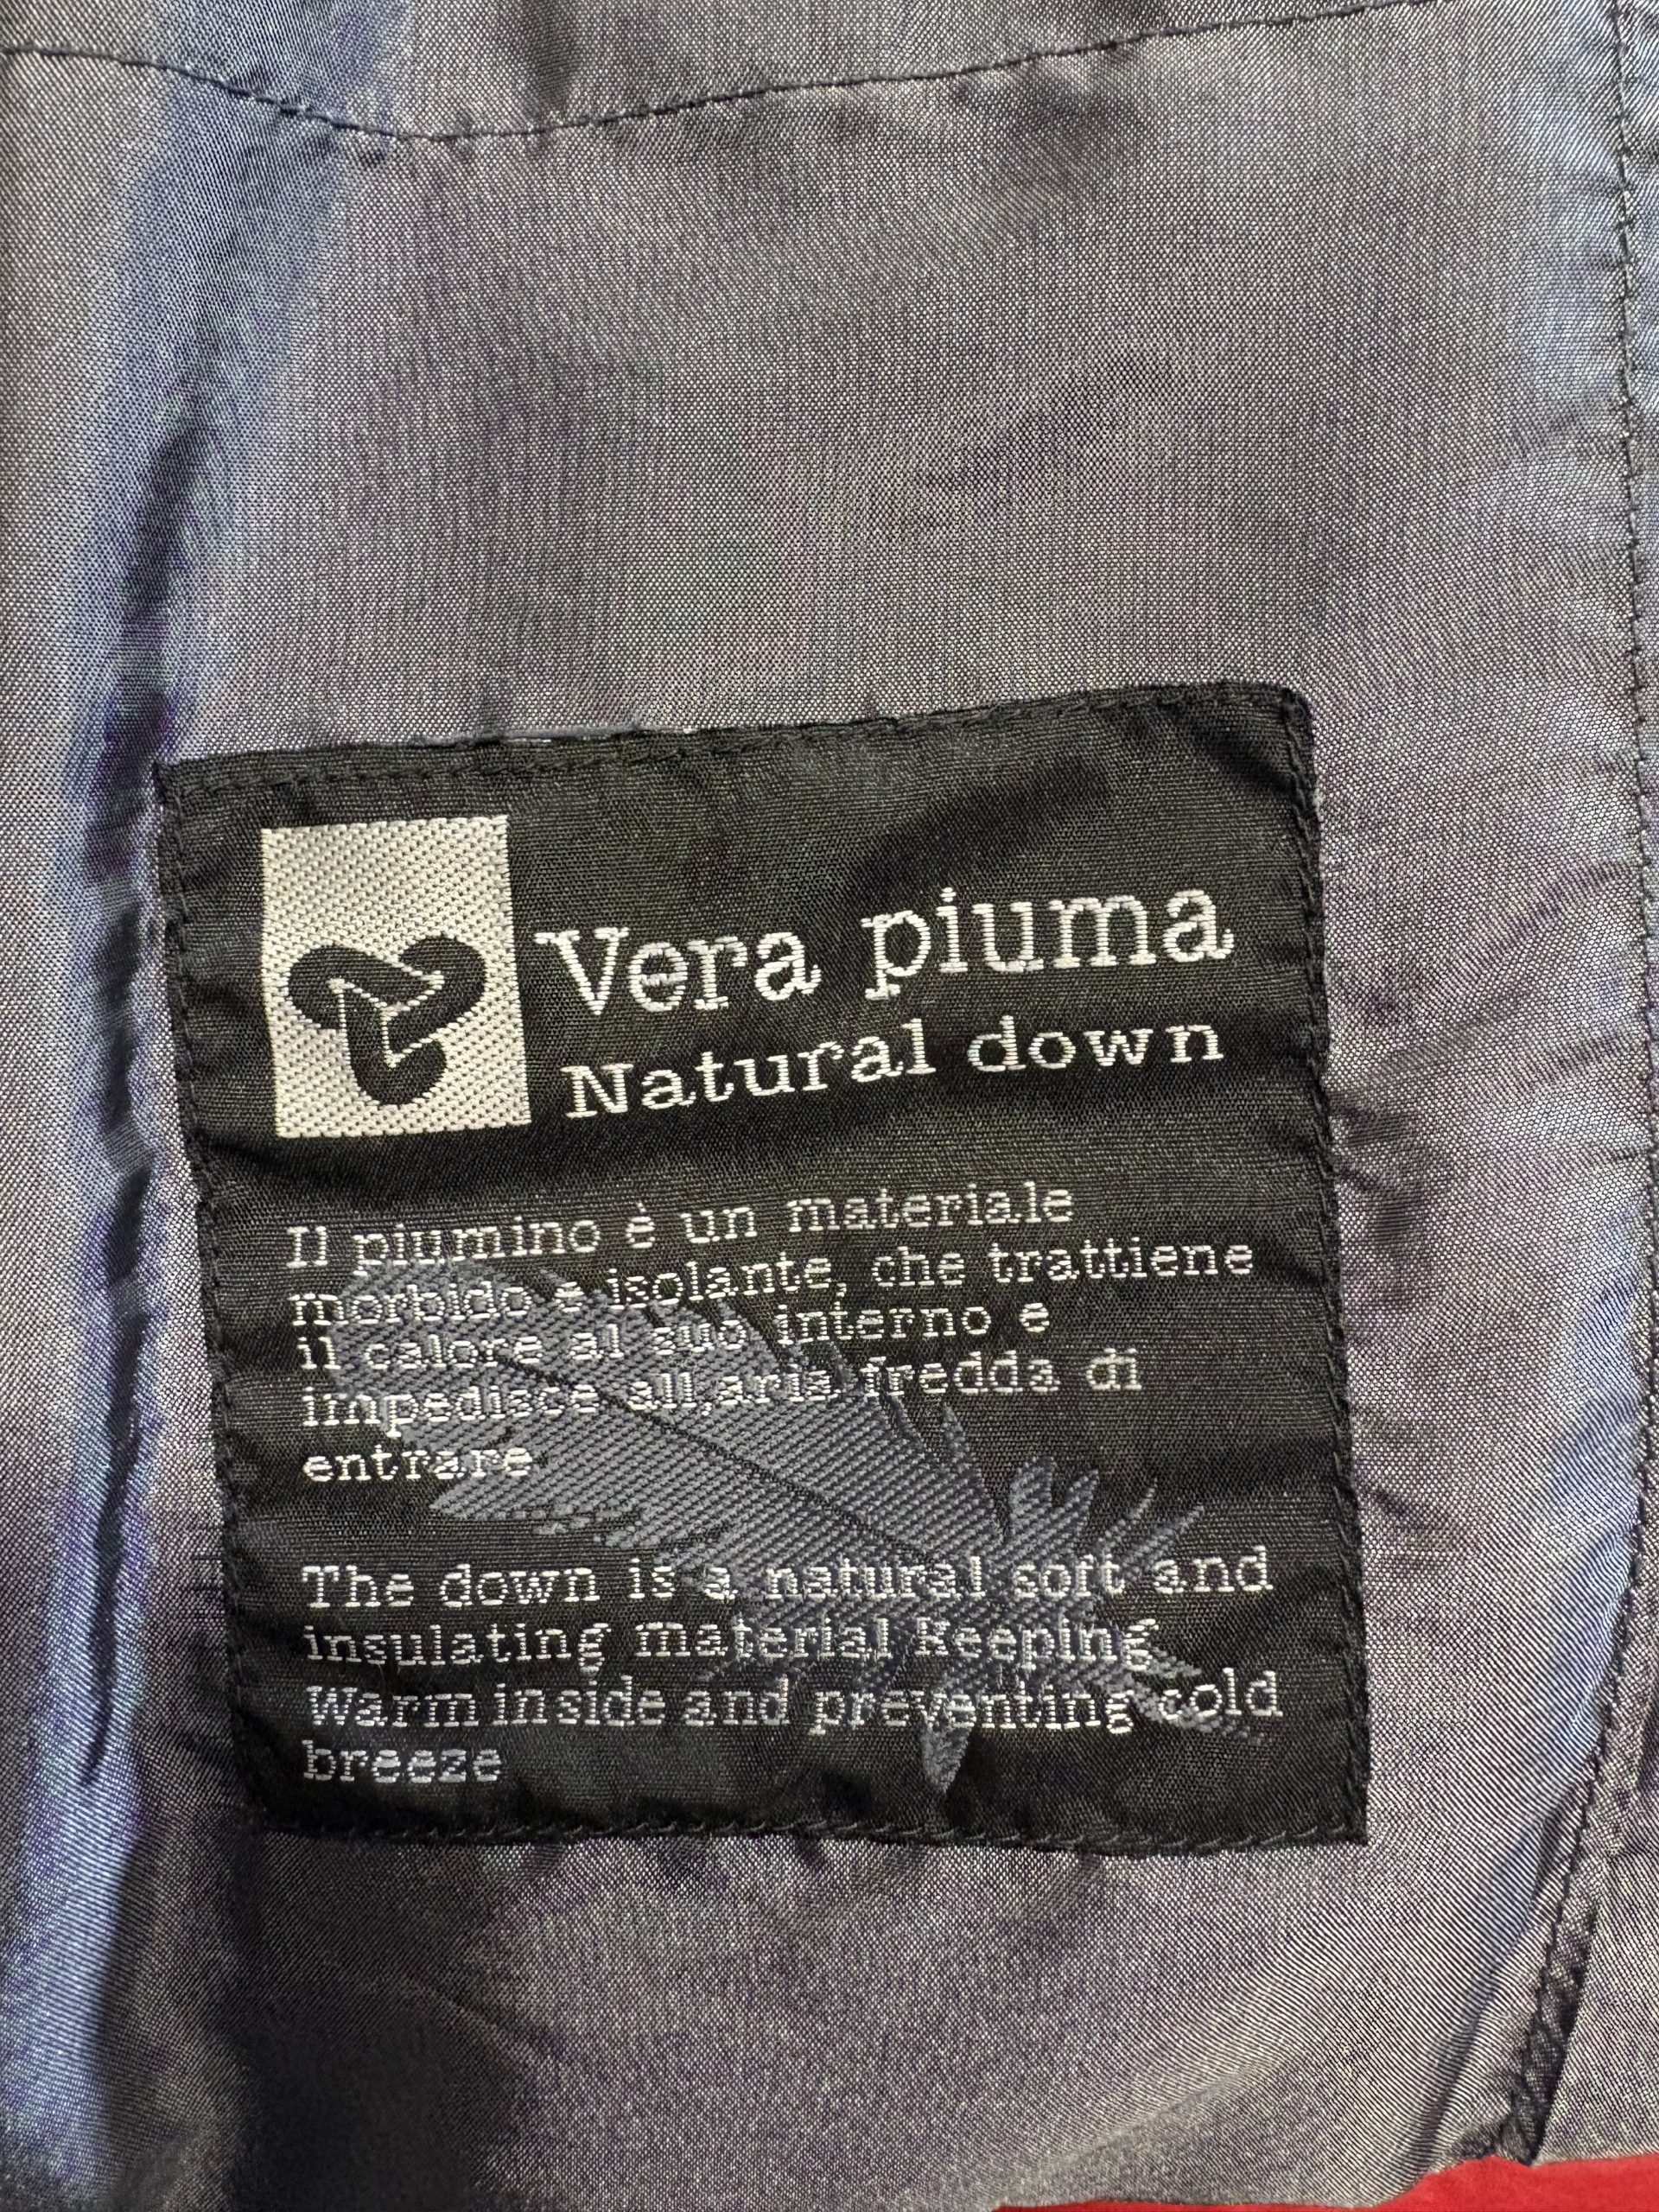 Vera piuma
Natural down
Il piumino è un materiale
morbido e isolante, che trattiene
il calore al suo interno e
impedisce all,aria fredda di
entrare
The down is a natural soft and
insulating material Keeping
Warm inside and preventing cold
breeze